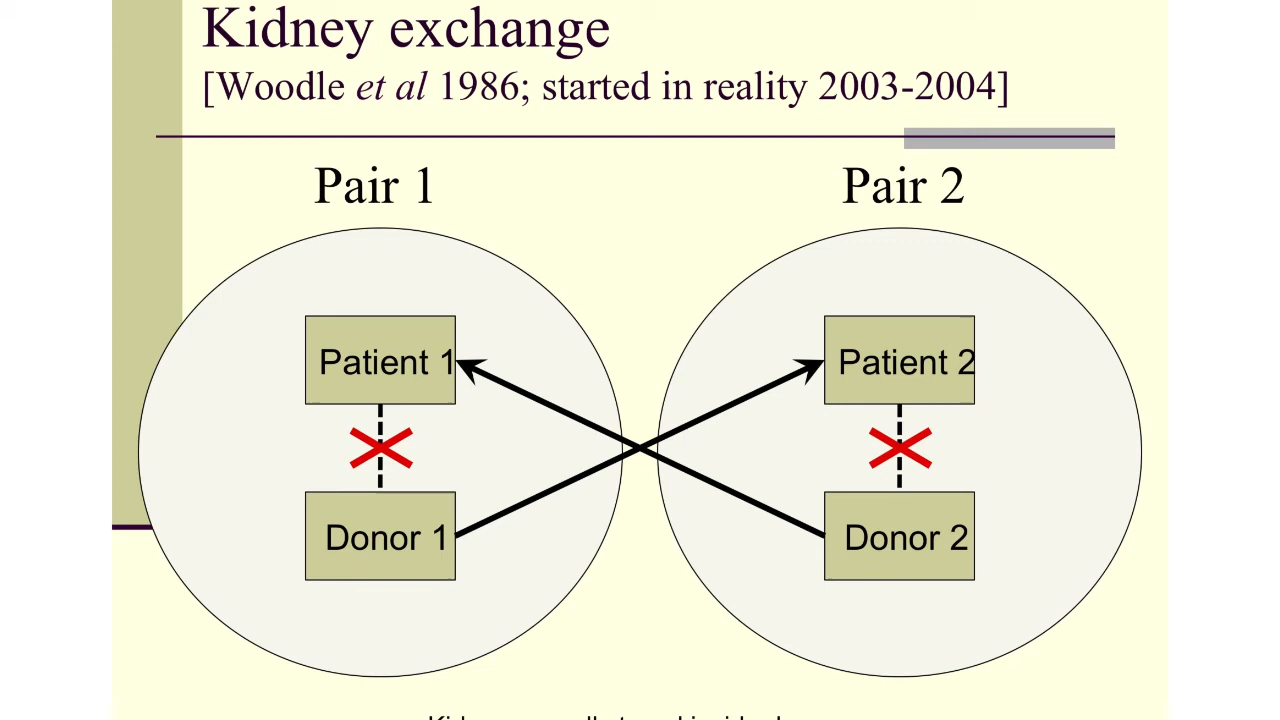 Kidney exchange
[Woodle et al 1986; started in reality 2003-2004]
Pair 1
Pair 2
Patient 1
Patient 2
Donor 1
Donor 2